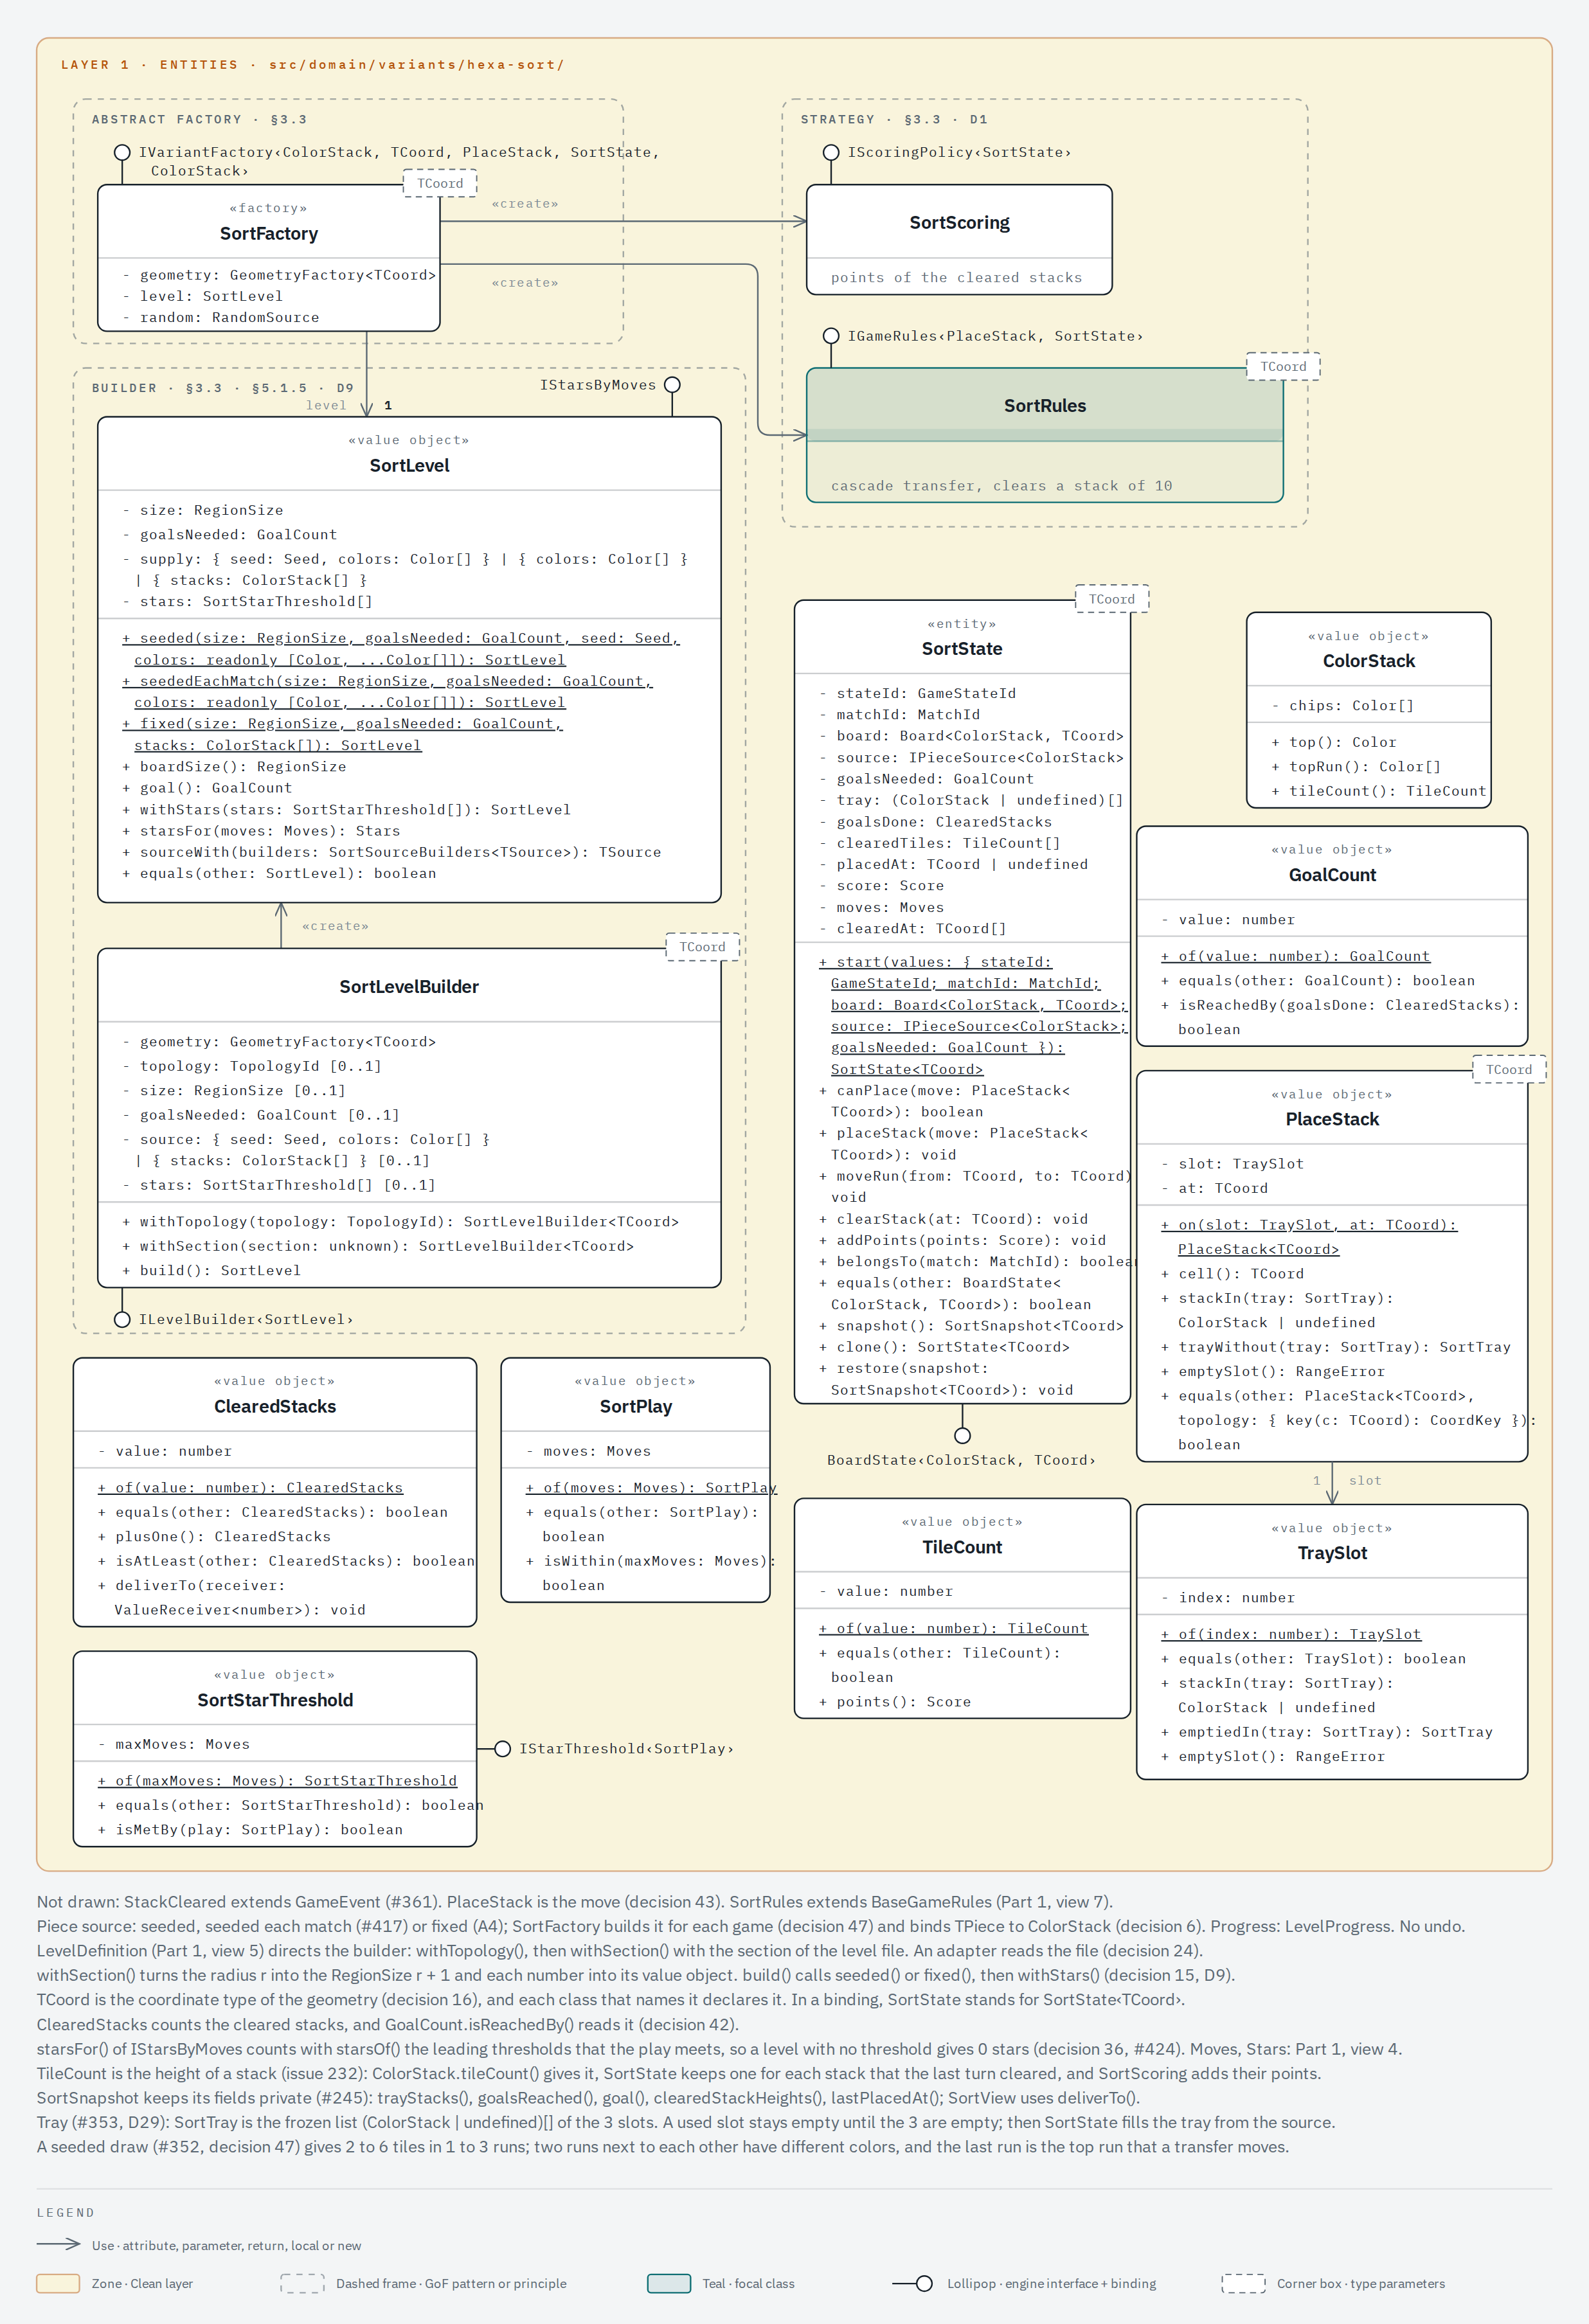 LAYER 1 · ENTITIES · src/domain/variants/hexa-sort/
ABSTRACT FACTORY · §3.3
IVariantFactory‹ColorStack, TCoord, PlaceStack, SortState,
ColorStack›
TCoord
«factory»
SortFactory
- geometry: GeometryFactory<TCoord>
- level: SortLevel
- random: RandomSource
«create»
«create»
STRATEGY · §3.3 · D1
IScoringPolicy‹SortState›
SortScoring
points of the cleared stacks
IGameRules‹PlaceStack, SortState›
TCoord
SortRules
cascade transfer, clears a stack of 10
BUILDER · §3.3 · §5.1.5 · D9
level
1
IStarsByMoves
«value object»
SortLevel
- size: RegionSize
- goalsNeeded: GoalCount
- supply: { seed: Seed, colors: Color[] } | { colors: Color[] }
| { stacks: ColorStack[] }
- stars: SortStarThreshold[]
+ seeded(size: RegionSize, goalsNeeded: GoalCount, seed: Seed,
colors: readonly [Color, ...Color[]]): SortLevel
+ seededEachMatch(size: RegionSize, goalsNeeded: GoalCount,
colors: readonly [Color, ...Color[]]): SortLevel
+ fixed(size: RegionSize, goalsNeeded: GoalCount,
stacks: ColorStack[]): SortLevel
+ boardSize(): RegionSize
+ goal(): GoalCount
+ withStars(stars: SortStarThreshold[]): SortLevel
+ starsFor(moves: Moves): Stars
+ sourceWith(builders: SortSourceBuilders<TSource>): TSource
+ equals(other: SortLevel): boolean
«create»
TCoord
SortLevelBuilder
- geometry: GeometryFactory<TCoord>
- topology: TopologyId [0..1]
- size: RegionSize [0..1]
- goalsNeeded: GoalCount [0..1]
- source: { seed: Seed, colors: Color[] }
| { stacks: ColorStack[] } [0..1]
- stars: SortStarThreshold[] [0..1]
+ withTopology(topology: TopologyId): SortLevelBuilder<TCoord>
+ withSection(section: unknown): SortLevelBuilder<TCoord>
+ build(): SortLevel
ILevelBuilder‹SortLevel›
TCoord
«entity»
SortState
- stateId: GameStateId
- matchId: MatchId
- board: Board<ColorStack, TCoord>
- source: IPieceSource<ColorStack>
- goalsNeeded: GoalCount
- tray: (ColorStack | undefined)[]
- goalsDone: ClearedStacks
- clearedTiles: TileCount[]
- placedAt: TCoord | undefined
- score: Score
- moves: Moves
- clearedAt: TCoord[]
+ start(values: { stateId:
GameStateId; matchId: MatchId;
board: Board<ColorStack, TCoord>;
source: IPieceSource<ColorStack>;
goalsNeeded: GoalCount }):
SortState<TCoord>
+ canPlace(move: PlaceStack<
TCoord>): boolean
+ placeStack(move: PlaceStack<
TCoord>): void
+ moveRun(from: TCoord, to: TCoord)
void
+ clearStack(at: TCoord): void
+ addPoints(points: Score): void
+ belongsTo(match: MatchId): boolean
+ equals(other: BoardState<
ColorStack, TCoord>): boolean
+ snapshot(): SortSnapshot<TCoord>
+ clone(): SortState<TCoord>
+ restore(snapshot:
SortSnapshot<TCoord>): void
BoardState‹ColorStack, TCoord›
«value object»
ColorStack
- chips: Color[]
+ top(): Color
+ topRun(): Color[]
+ tileCount(): TileCount
«value object»
GoalCount
- value: number
+ of(value: number): GoalCount
+ equals(other: GoalCount): boolean
+ isReachedBy(goalsDone: ClearedStacks):
boolean
TCoord
«value object»
PlaceStack
- slot: TraySlot
- at: TCoord
+ on(slot: TraySlot, at: TCoord):
PlaceStack<TCoord>
+ cell(): TCoord
+ stackIn(tray: SortTray):
ColorStack | undefined
+ trayWithout(tray: SortTray): SortTray
+ emptySlot(): RangeError
+ equals(other: PlaceStack<TCoord>,
topology: { key(c: TCoord): CoordKey }):
boolean
1
slot
«value object»
ClearedStacks
- value: number
+ of(value: number): ClearedStacks
+ equals(other: ClearedStacks): boolean
+ plusOne(): ClearedStacks
+ isAtLeast(other: ClearedStacks): boolean
+ deliverTo(receiver:
ValueReceiver<number>): void
«value object»
SortPlay
- moves: Moves
+ of(moves: Moves): SortPlay
+ equals(other: SortPlay):
boolean
+ isWithin(maxMoves: Moves):
boolean
«value object»
TileCount
- value: number
+ of(value: number): TileCount
+ equals(other: TileCount):
boolean
+ points(): Score
«value object»
TraySlot
- index: number
+ of(index: number): TraySlot
+ equals(other: TraySlot): boolean
+ stackIn(tray: SortTray):
ColorStack | undefined
+ emptiedIn(tray: SortTray): SortTray
+ emptySlot(): RangeError
«value object»
SortStarThreshold
- maxMoves: Moves
+ of(maxMoves: Moves): SortStarThreshold
+ equals(other: SortStarThreshold): boolean
+ isMetBy(play: SortPlay): boolean
IStarThreshold‹SortPlay›
Not drawn: StackCleared extends GameEvent (#361). PlaceStack is the move (decision 43). SortRules extends BaseGameRules (Part 1, view 7).
Piece source: seeded, seeded each match (#417) or fixed (A4); SortFactory builds it for each game (decision 47) and binds TPiece to ColorStack (decision 6). Progress: LevelProgress. No undo.
LevelDefinition (Part 1, view 5) directs the builder: withTopology(), then withSection() with the section of the level file. An adapter reads the file (decision 24).
withSection() turns the radius r into the RegionSize r + 1 and each number into its value object. build() calls seeded() or fixed(), then withStars() (decision 15, D9).
TCoord is the coordinate type of the geometry (decision 16), and each class that names it declares it. In a binding, SortState stands for SortState‹TCoord›.
ClearedStacks counts the cleared stacks, and GoalCount.isReachedBy() reads it (decision 42).
starsFor() of IStarsByMoves counts with starsOf() the leading thresholds that the play meets, so a level with no threshold gives 0 stars (decision 36, #424). Moves, Stars: Part 1, view 4.
TileCount is the height of a stack (issue 232): ColorStack.tileCount() gives it, SortState keeps one for each stack that the last turn cleared, and SortScoring adds their points.
SortSnapshot keeps its fields private (#245): trayStacks(), goalsReached(), goal(), clearedStackHeights(), lastPlacedAt(); SortView uses deliverTo().
Tray (#353, D29): SortTray is the frozen list (ColorStack | undefined)[] of the 3 slots. A used slot stays empty until the 3 are empty; then SortState fills the tray from the source.
A seeded draw (#352, decision 47) gives 2 to 6 tiles in 1 to 3 runs; two runs next to each other have different colors, and the last run is the top run that a transfer moves.
LEGEND
Use · attribute, parameter, return, local or new
Zone · Clean layer
Dashed frame · GoF pattern or principle
Teal · focal class
Lollipop · engine interface + binding
Corner box · type parameters